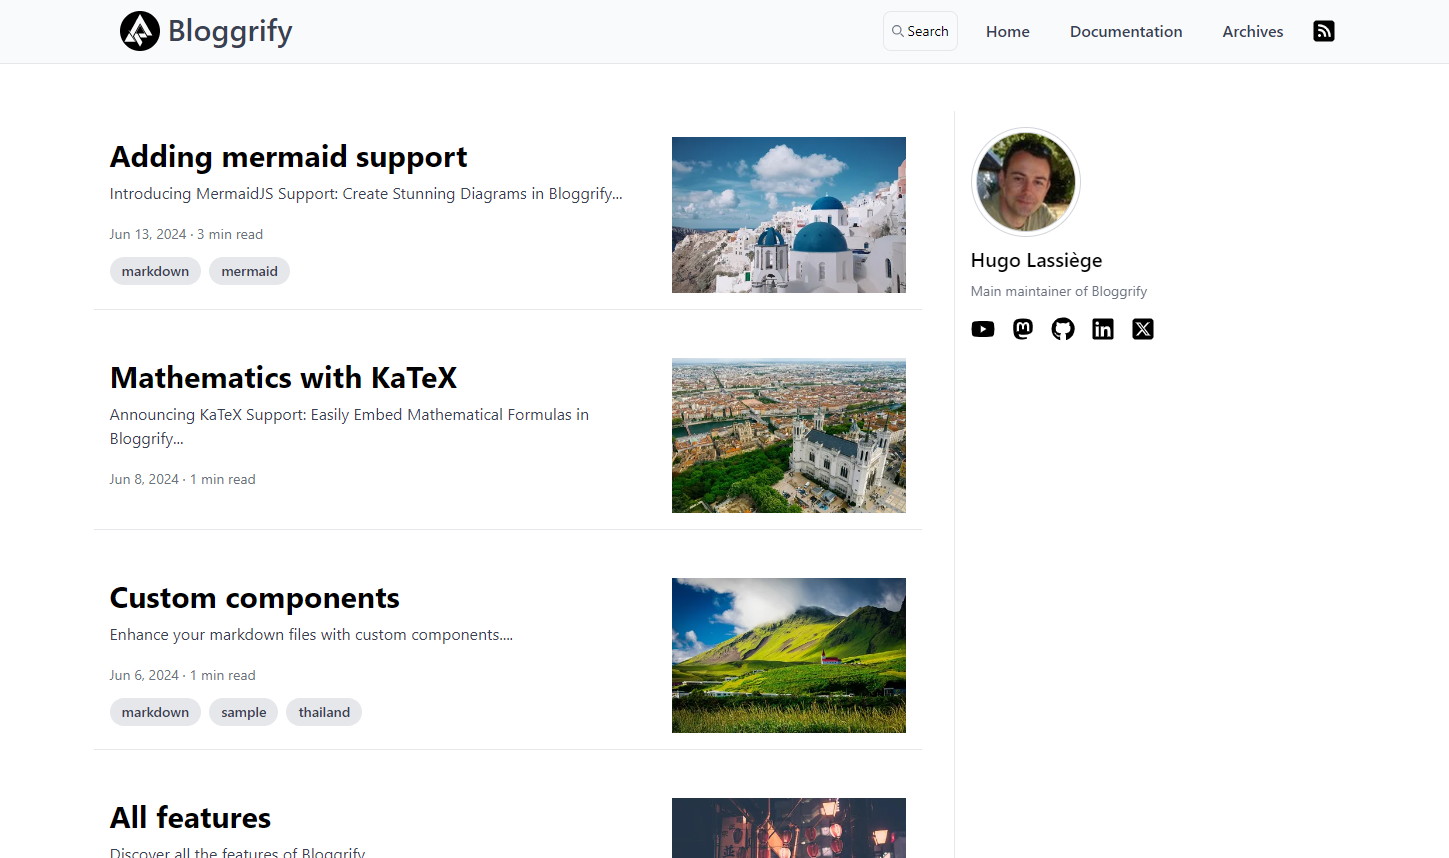 Bloggrify
Search
Home
Documentation
Archives
Adding mermaid support
Introducing MermaidJS Support: Create Stunning Diagrams in Bloggrify...
Jun 13, 2024 · 3 min read
markdown mermaid
Mathematics with KaTeX
Announcing KaTeX Support: Easily Embed Mathematical Formulas in
Bloggrify...
Jun 8, 2024 · 1 min read
Custom components
Enhance your markdown files with custom components....
Jun 6, 2024 · 1 min read
markdown sample thailand
All features
Discover all the features of Bloggrify
Hugo Lassiège
Main maintainer of Bloggrify